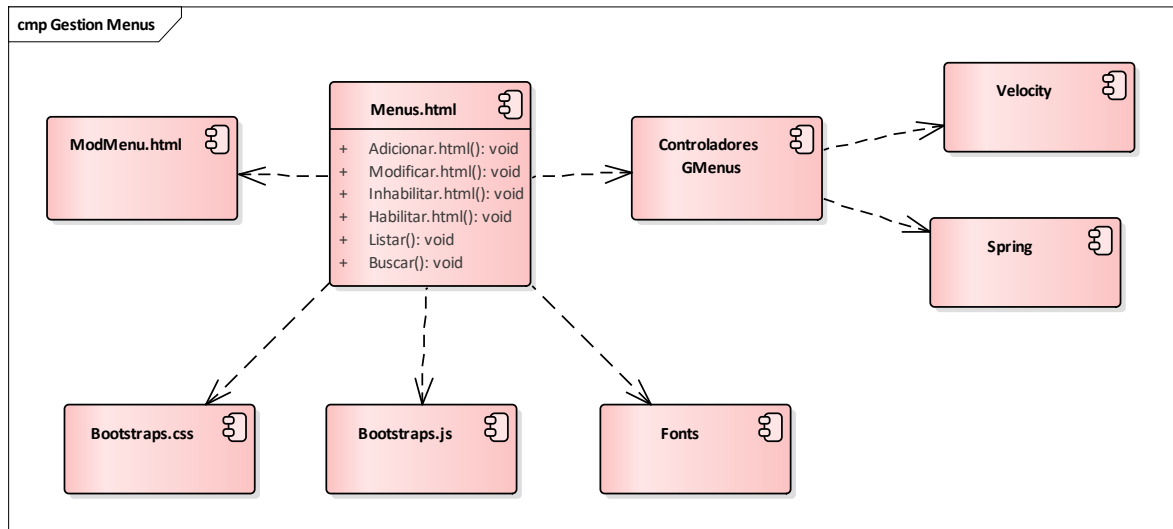 cmp Gestion Menus
Menus.html
+ Adicionar.html(): void
+ Modificar.html(): void
+ Inhabilitar.html(): void
+ Habilitar.html(): void
+ Listar(): void
+ Buscar(): void
ModMenu.html
Controladores
GMenus
Velocity
Spring
Bootstraps.css
Bootstraps.js
Fonts